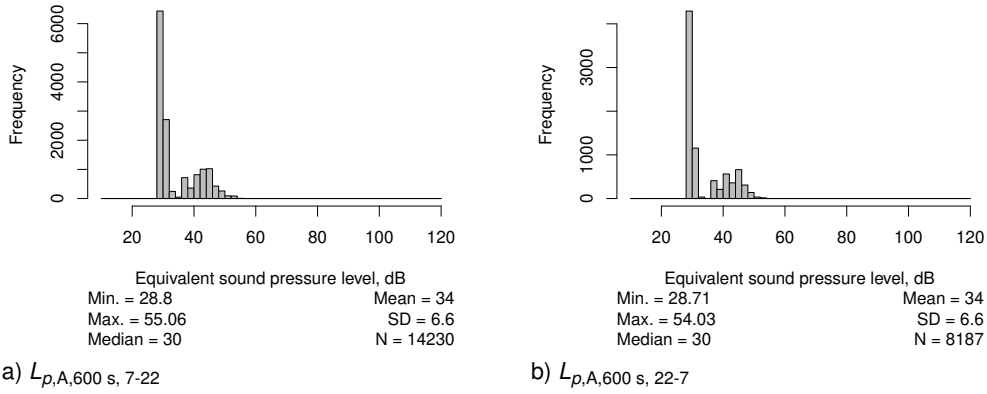 Frequency
0 2000 4000 6000
20 40 60 80 100 120
Equivalent sound pressure level, dB
Min. = 28.8 Mean = 34
Max. = 55.06 SD = 6.6
Median = 30 N = 14230
a) Lp,A,600 s, 7-22
Frequency
0 1000 3000
20 40 60 80 100 120
Equivalent sound pressure level, dB
Min. = 28.71 Mean = 34
Max. = 54.03 SD = 6.6
Median = 30 N = 8187
b) Lp,A,600 s, 22-7